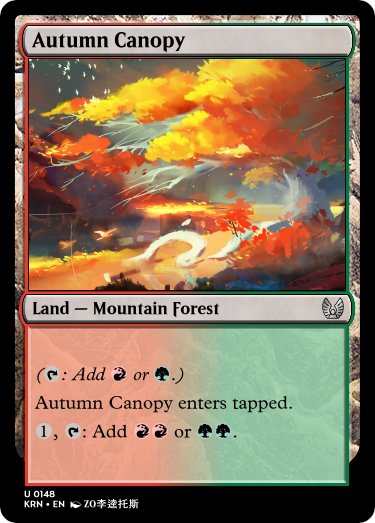 Autumn Canopy
Land — Mountain Forest
(: Add or .)
Autumn Canopy enters tapped.
1, : Add or .
U 0148
KRN • EN ZO李逵托斯